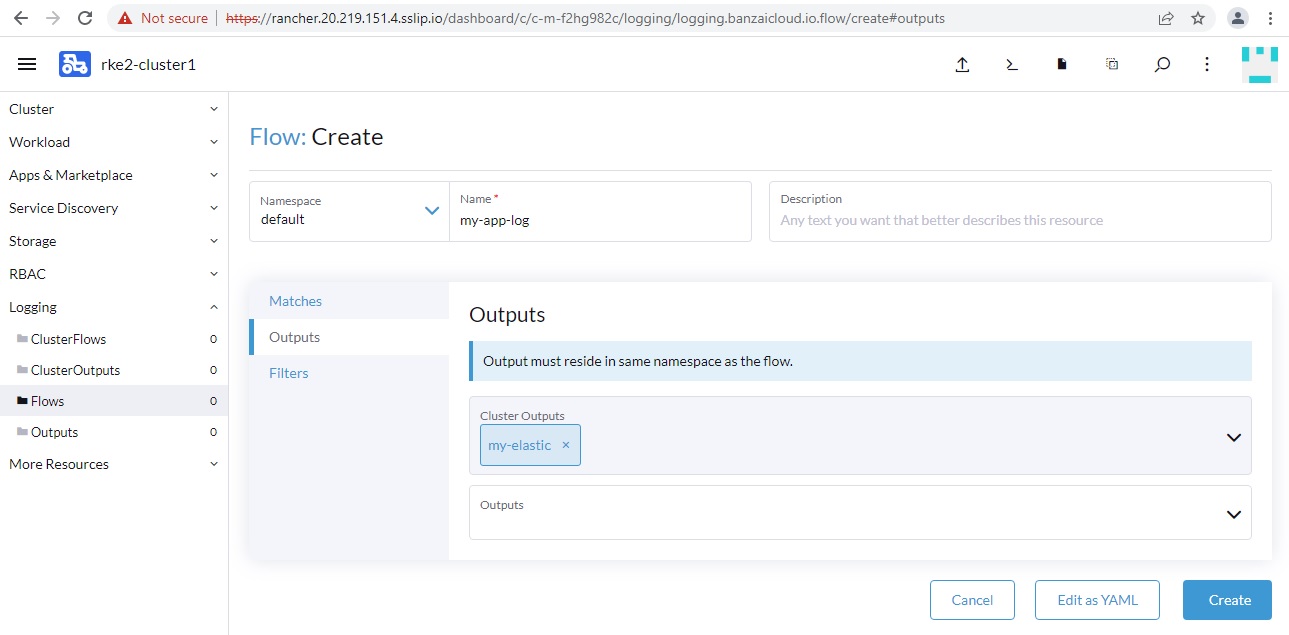 Not secure https://rancher.20.219.151.4.sslip.io/dashboard/c/c-m-f2hg982c/logging/logging.banzaicloud.io.flow/create#outputs
rke2-cluster1
Cluster
Workload
Apps & Marketplace
Service Discovery
Storage
RBAC
Logging
ClusterFlows 0
ClusterOutputs 0
Flows 0
Outputs 0
More Resources
Flow: Create
Namespace
default
Name *
my-app-log
Description
Any text you want that better describes this resource
Matches
Outputs
Filters
Outputs
Output must reside in same namespace as the flow.
Cluster Outputs
my-elastic ×
Outputs
Cancel
Edit as YAML
Create